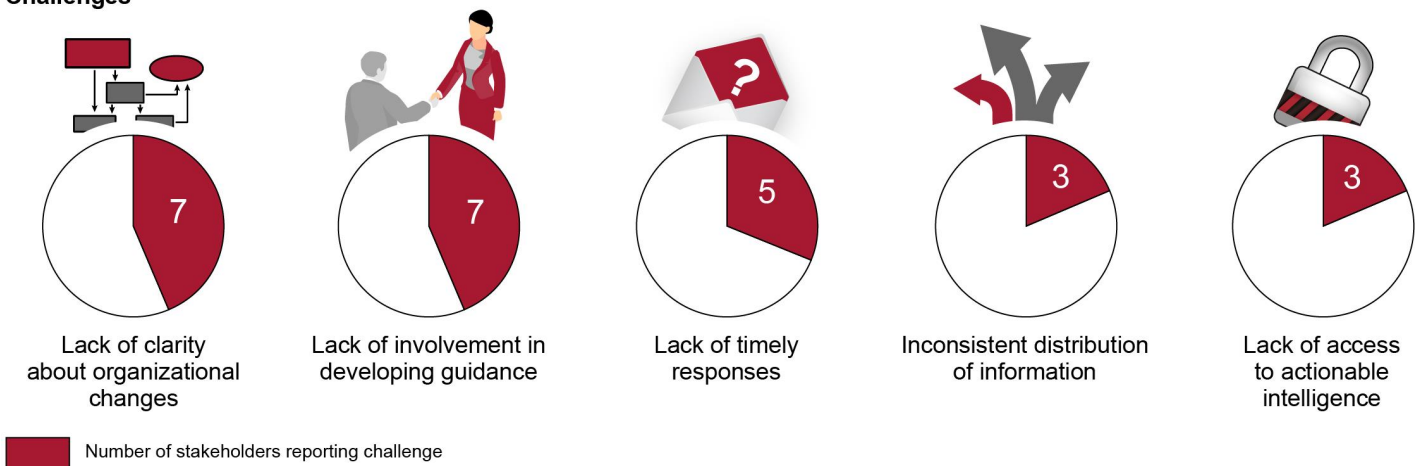 Challenges
?
7
7
5
3
3
Lack of clarity
about organizational
changes
Lack of involvement in
developing guidance
Lack of timely
responses
Inconsistent distribution
of information
Lack of access
to actionable
intelligence
Number of stakeholders reporting challenge